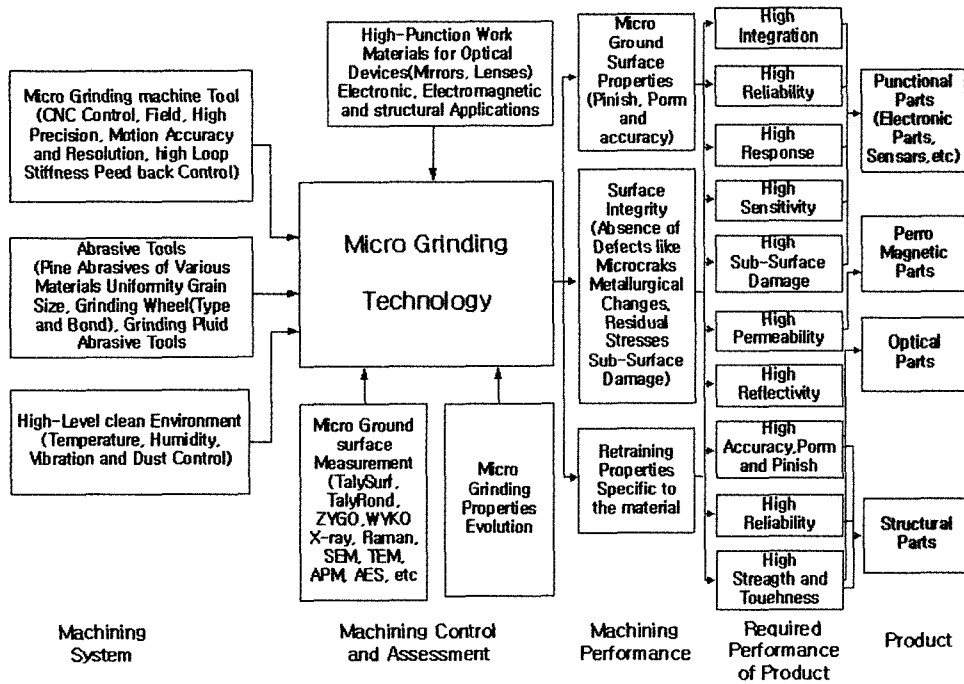 Micro Grinding machine Tool
(CNC Control, Field, High
Precision, Motion Accuracy
and Resolution, high Loop
Stiffness Peed back Control)
Abrasive Tools
(Pine Abrasives of Various
Materials Uniformity Grain
Size, Grinding Wheel(Type
and Bond), Grinding Pluid
Abrasive Tools
High-Level clean Environment
(Temperature, Humidity,
Vibration and Dust Control)
Machining
System
High-Punction Work
Materials for Optical
Devices(Mirrors, Lenses)
Electronic, Electromagnetic
and structural Applications
Micro Grinding
Technology
Micro Ground
surface
Measurement
(TalySurf,
TalyRond,
ZYGO,WYKO
X-ray, Raman,
SEM, TEM,
APM, AES, etc
Micro
Grinding
Properties
Evolution
Machining Control
and Assessment
Micro
Ground
Surface
Properties
(Pinish, Porm
and
accuracy)
Surface
Integrity
(Absence of
Defects like
Microcraks
Metallurgical
Changes,
Residual
Stresses
Sub-Surface
Damage)
Retraining
Properties
Specific to
the material
Machining
Performance
High
Integration
High
Reliability
High
Response
High
Sensitivity
High
Sub-Surface
Damage
High
Permeability
High
Reflectivity
High
Accuracy,Porm
and Pinish
High
Reliability
High
Streagth and
Touehness
Required
Performance
of Product
Punctional
Parts
(Electronic
Parts,
Sensars,etc)
Perro
Magnetic
Parts
Optical
Parts
Structural
Parts
Product